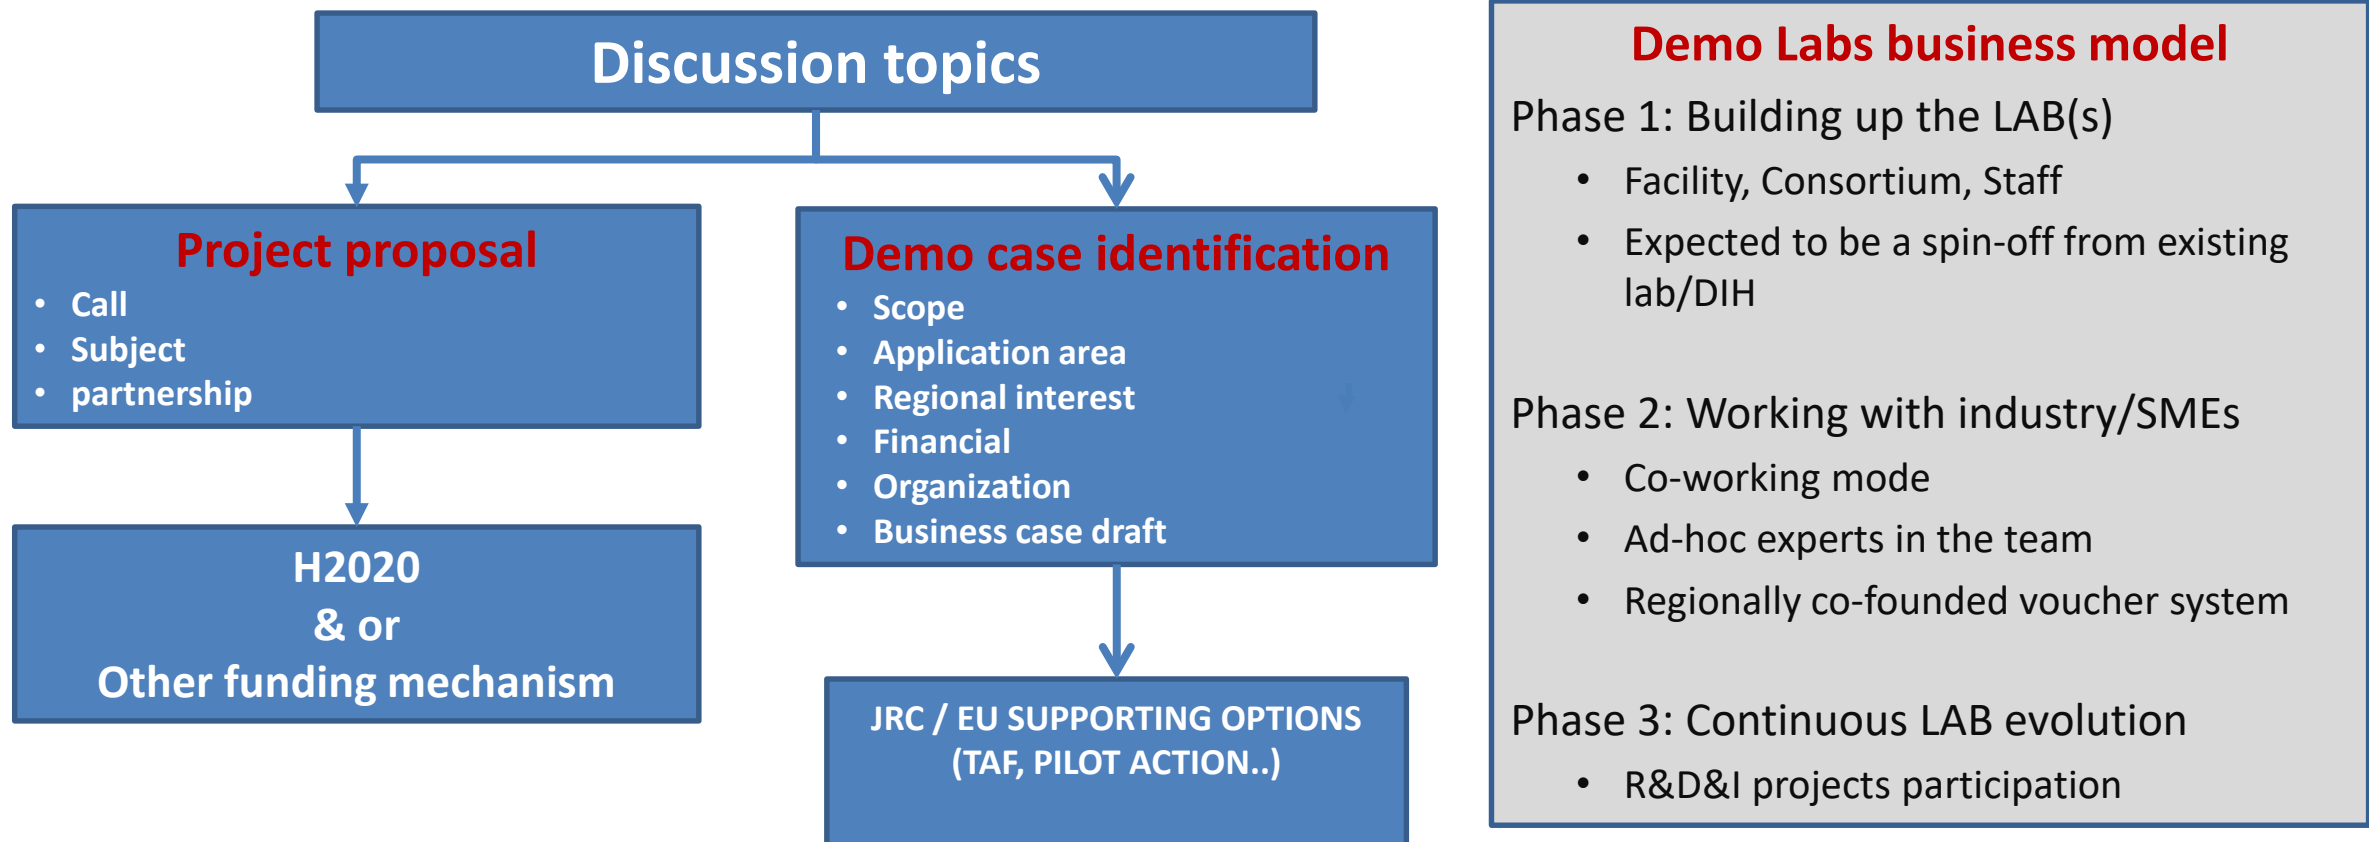 Discussion topics
Project proposal
• Call
• Subject
• partnership
H2020
& or
Other funding mechanism
Demo case identification
• Scope
• Application area
• Regional interest
• Financial
• Organization
• Business case draft
JRC / EU SUPPORTING OPTIONS
(TAF, PILOT ACTION..)
Demo Labs business model
Phase 1: Building up the LAB(s)
• Facility, Consortium, Staff
• Expected to be a spin-off from existing
lab/DIH
Phase 2: Working with industry/SMEs
• Co-working mode
• Ad-hoc experts in the team
• Regionally co-founded voucher system
Phase 3: Continuous LAB evolution
• R&D&I projects participation